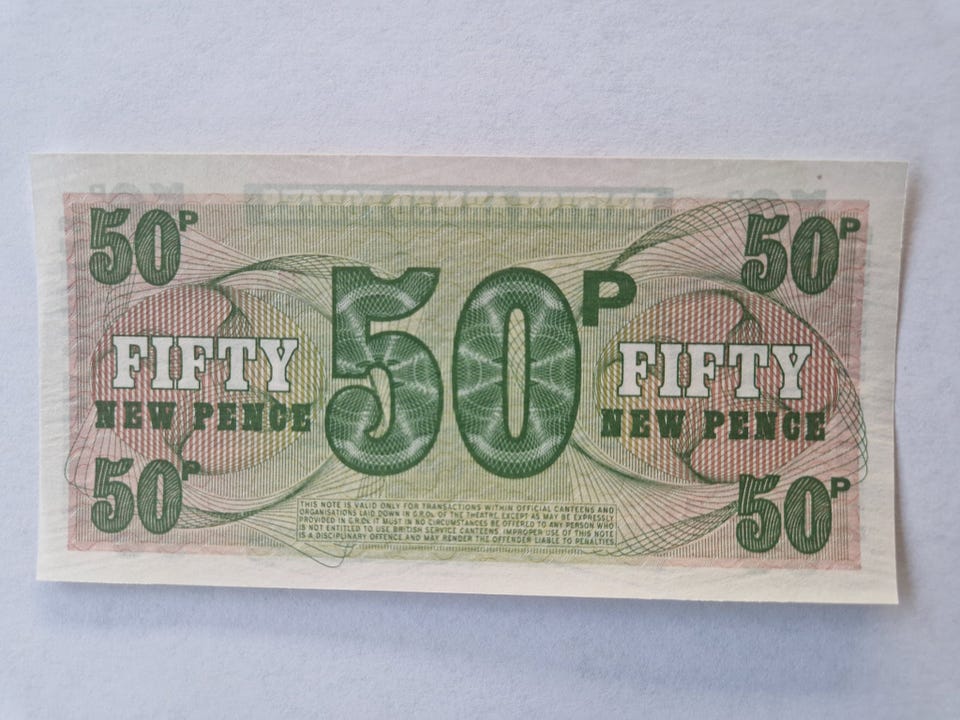 50P
50P
50P
FIFTY
NEW PENCE
FIFTY
NEW PENCE
50P
50P
THIS NOTE IS VALID ONLY FOR TRANSACTIONS WITHIN OFFICIAL CANTEENS AND
ORGANISATIONS LAID DOWN IN G.R.Os. OF THE THEATRE. EXCEPT AS MAY BE EXPRESSLY
PROVIDED IN G.R.Os. IT MUST IN NO CIRCUMSTANCES BE OFFERED TO ANY PERSON WHO
IS NOT ENTITLED TO USE BRITISH SERVICE CANTEENS. IMPROPER USE OF THIS NOTE
IS A DISCIPLINARY OFFENCE AND MAY RENDER THE OFFENDER LIABLE TO PENALTIES.